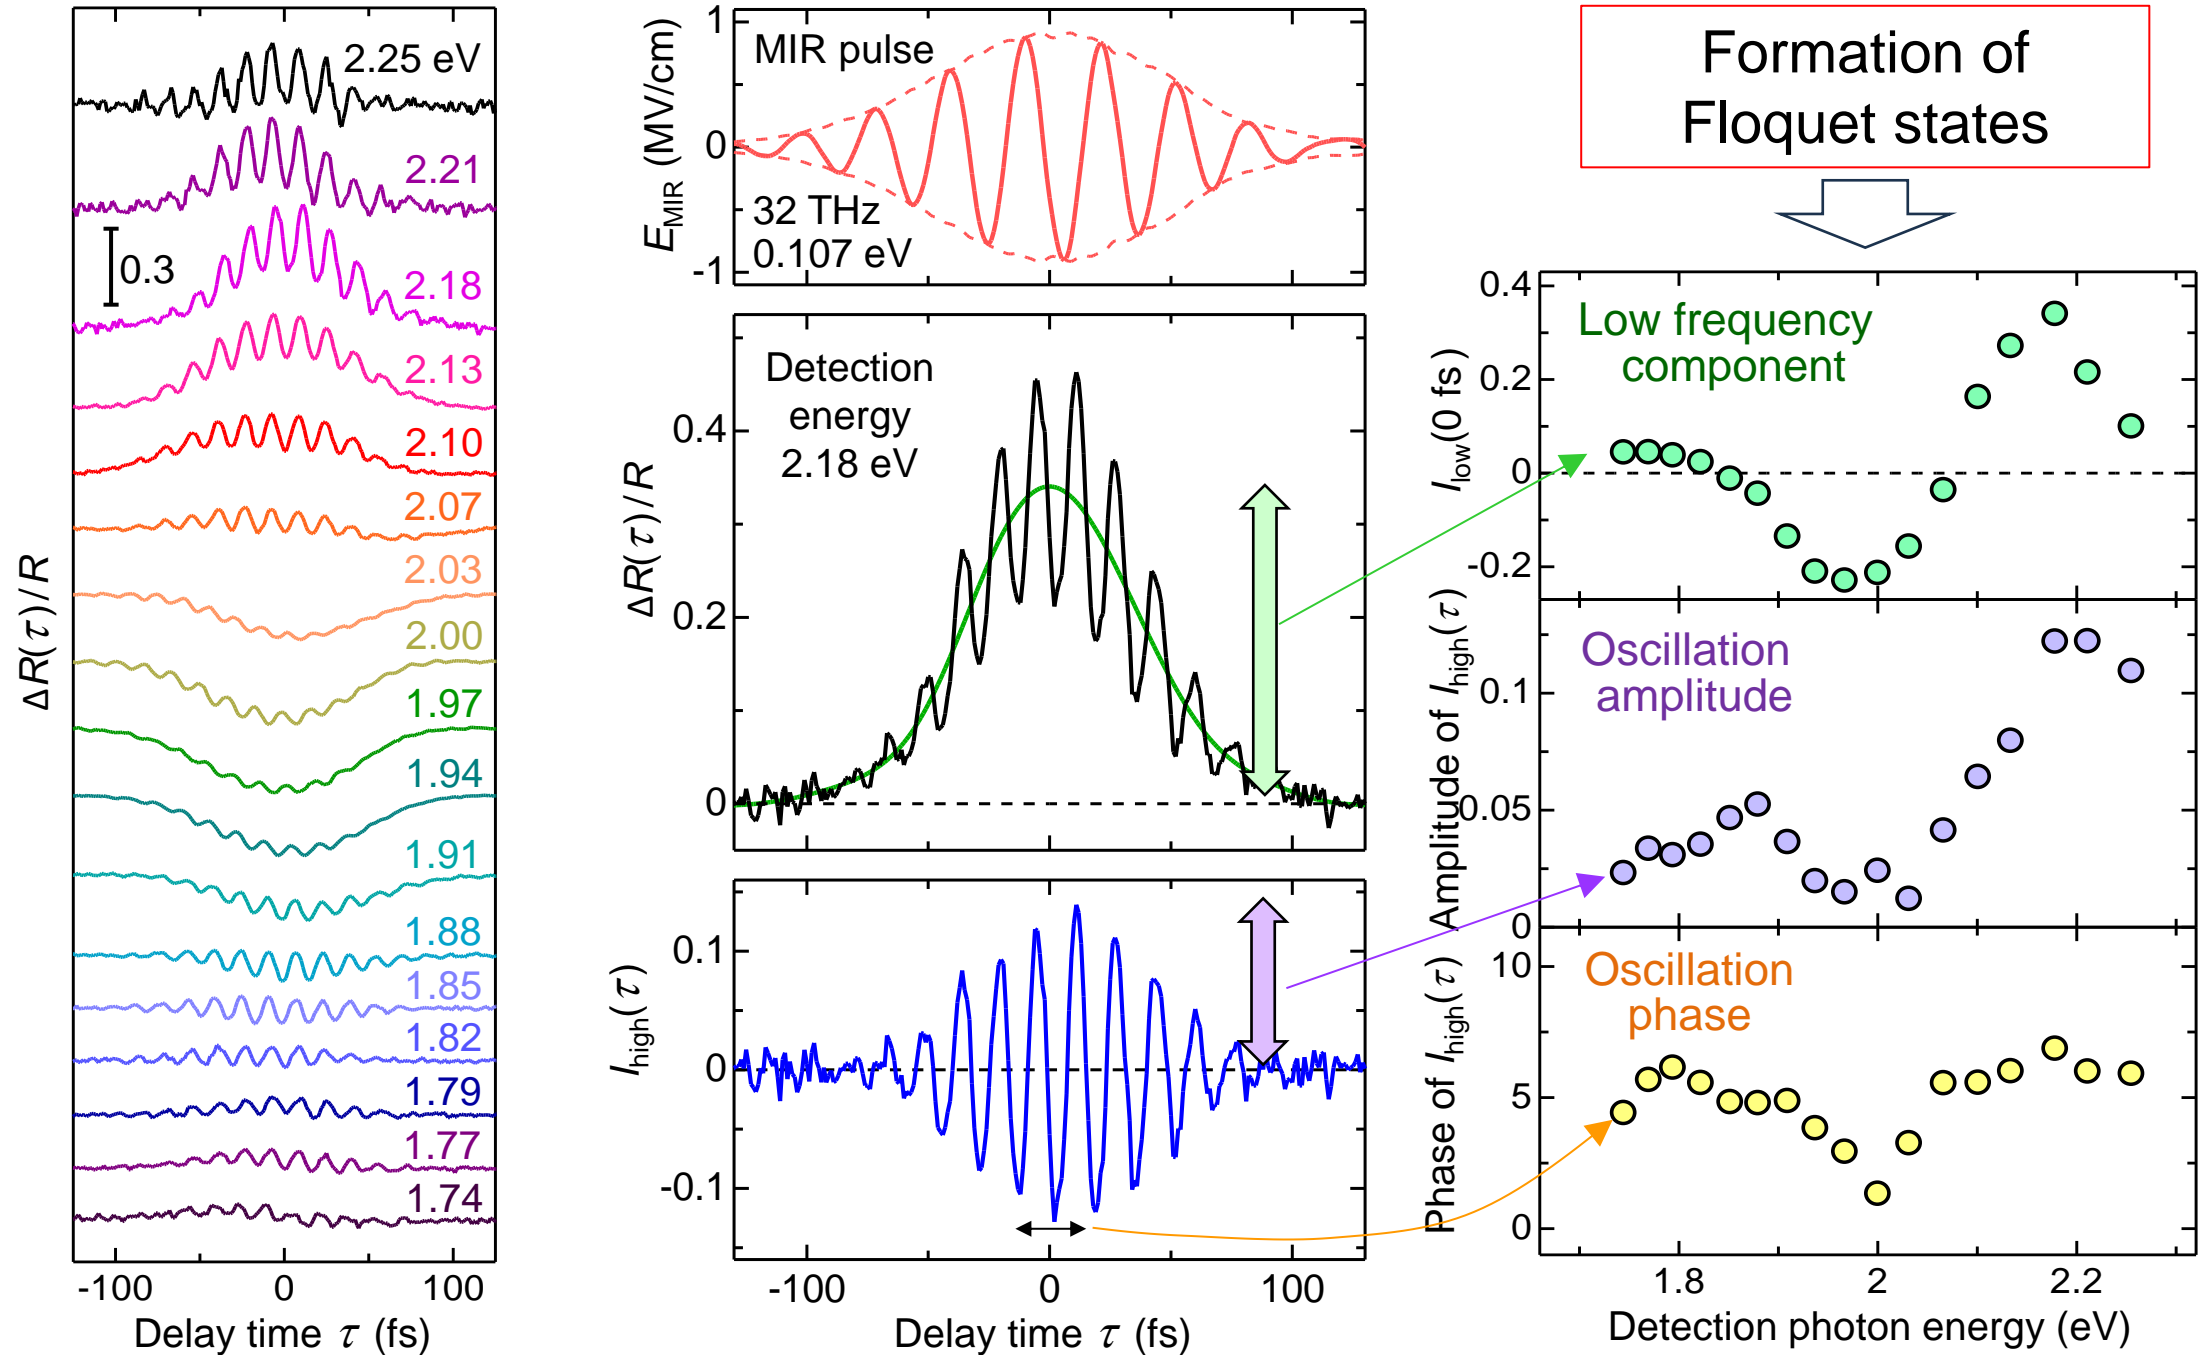 2.25 eV
2.21
0.3
2.18
2.13
2.10
2.07
2.03
2.00
1.97
1.94
1.91
1.88
1.85
1.82
1.79
1.77
1.74
ΔR(τ)/R
-100 0 100
Delay time τ (fs)
MIR pulse
32 THz
0.107 eV
1
0
-1
E_MIR (MV/cm)
Detection
energy
2.18 eV
0.4
0.2
0
ΔR(τ)/R
0.1
0
-0.1
I_high(τ)
-100 0 100
Delay time τ (fs)
Formation of
Floquet states
Low frequency
component
0.4
0.2
0
-0.2
I_low(0 fs)
Oscillation
amplitude
0.1
0.05
0
Amplitude of I_high(τ)
Oscillation
phase
10
5
0
Phase of I_high(τ)
1.8 2 2.2
Detection photon energy (eV)